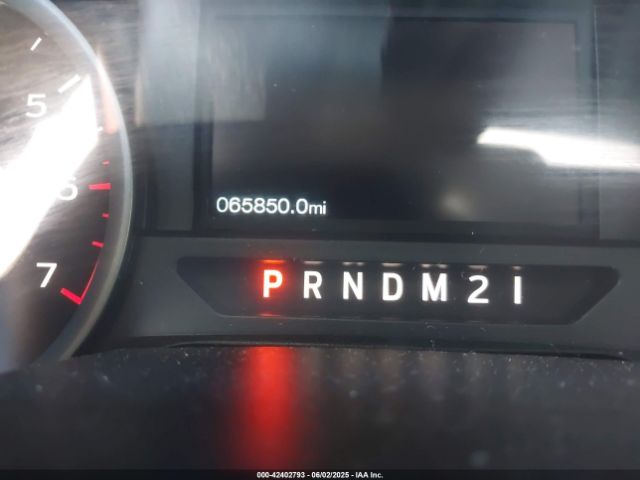 5
6
7
065850.0mi
P R N D M 2 1
000-42402793 - 06/02/2025 - IAA Inc.